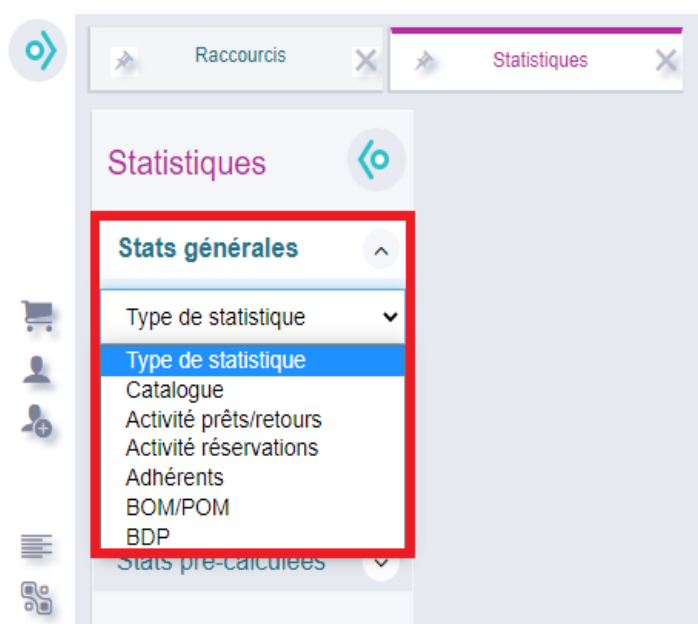 Raccourcis
Statistiques
Statistiques
Stats générales
Type de statistique
Type de statistique
Catalogue
Activité prêts/retours
Activité réservations
Adhérents
BOM/POM
BDP
Stats pré-calculées